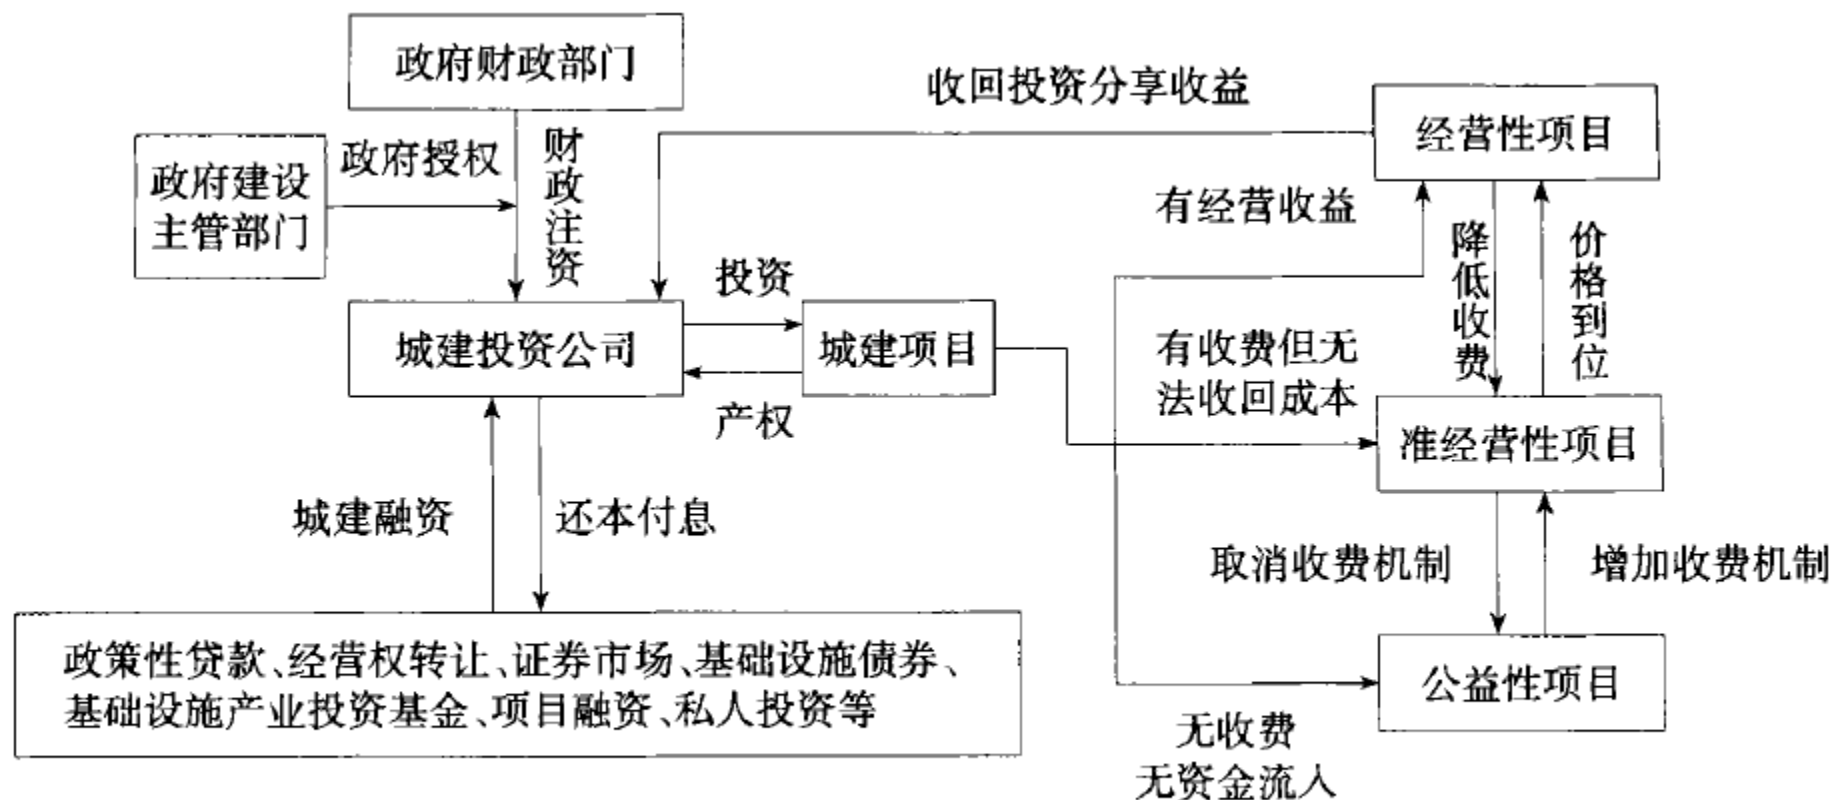 政府财政部门
收回投资分享收益
经营性项目
政府建设
主管部门
政府授权
财政注资
有经营收益
降低收费
价格到位
城建投资公司
投资
城建项目
产权
有收费但无
法收回成本
准经营性项目
城建融资
还本付息
取消收费机制
增加收费机制
政策性贷款、经营权转让、证券市场、基础设施债券、
基础设施产业投资基金、项目融资、私人投资等
公益性项目
无收费
无资金流入